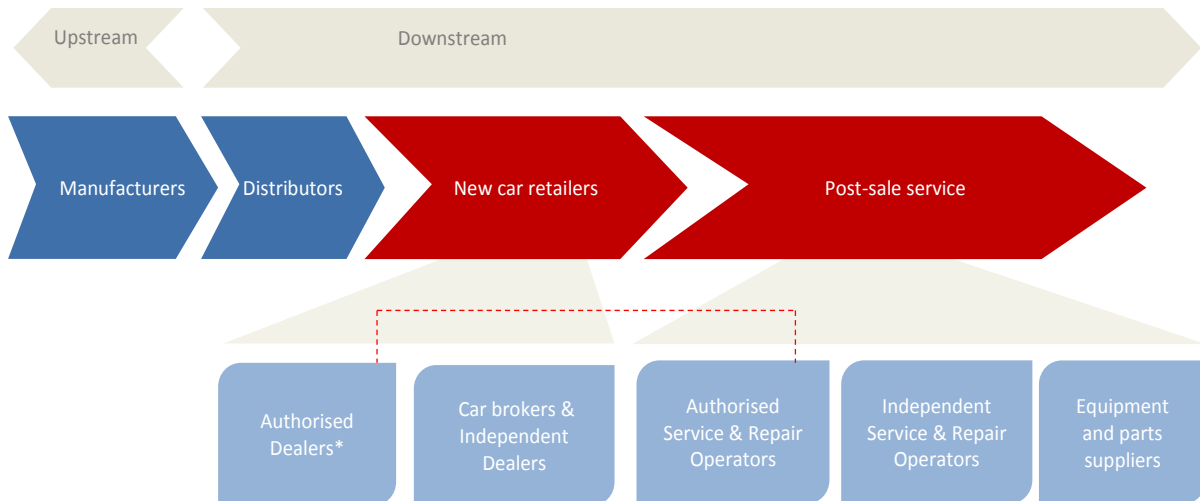 Upstream
Downstream
Manufacturers
Distributors
New car retailers
Post-sale service
Authorised
Dealers*
Car brokers &
Independent
Dealers
Authorised
Service & Repair
Operators
Independent
Service & Repair
Operators
Equipment
and parts
suppliers